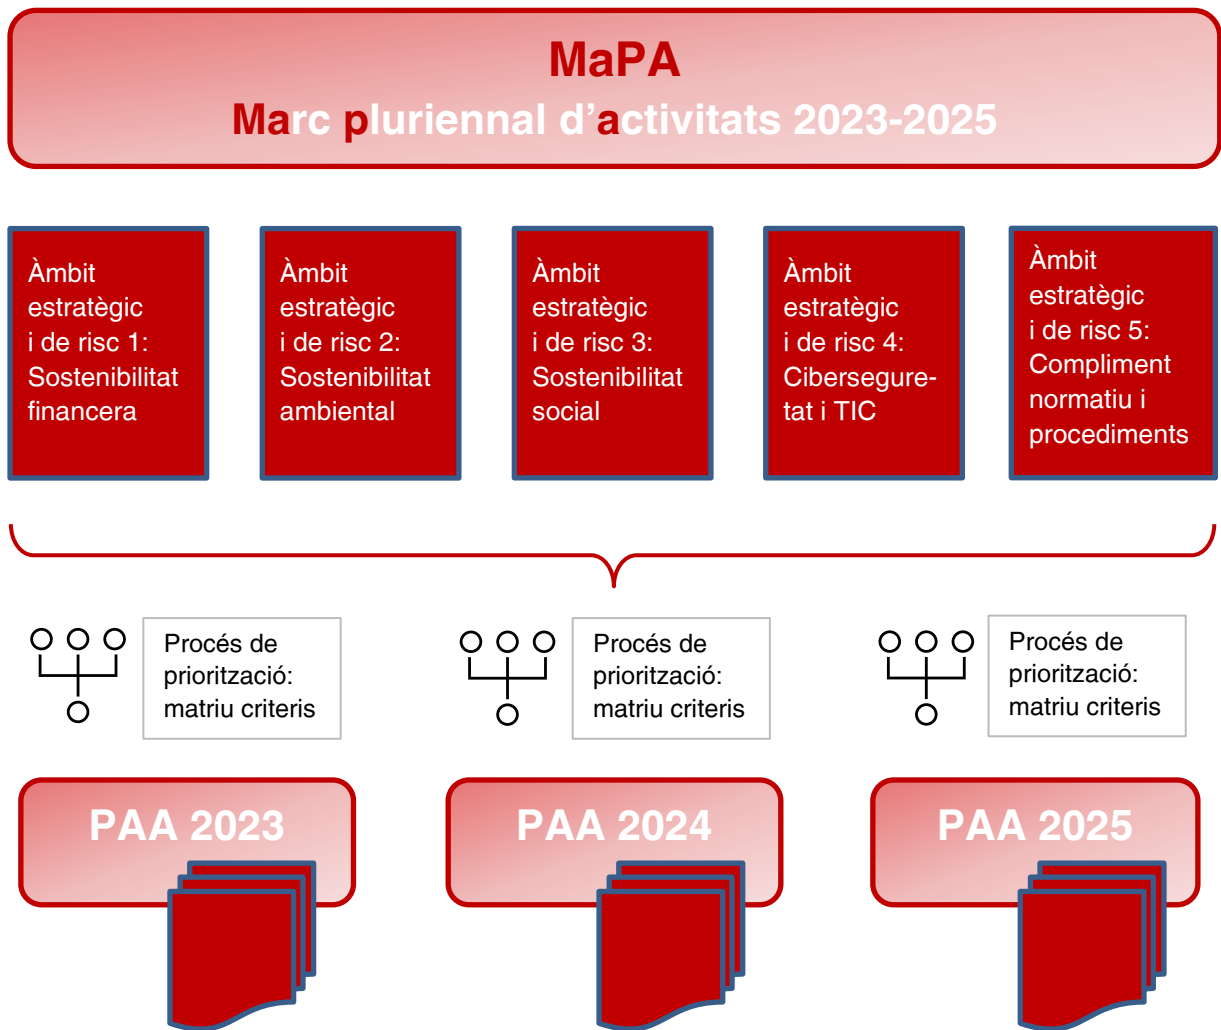 MaPA
Marc pluriennal d’activitats 2023-2025
Àmbit
estratègic
i de risc 1:
Sostenibilitat
financera
Àmbit
estratègic
i de risc 2:
Sostenibilitat
ambiental
Àmbit
estratègic
i de risc 3:
Sostenibilitat
social
Àmbit
estratègic
i de risc 4:
Cibersegure-
tat i TIC
Àmbit
estratègic
i de risc 5:
Compliment
normatiu i
procediments
Procés de
priorització:
matriu criteris
Procés de
priorització:
matriu criteris
Procés de
priorització:
matriu criteris
PAA 2023
PAA 2024
PAA 2025